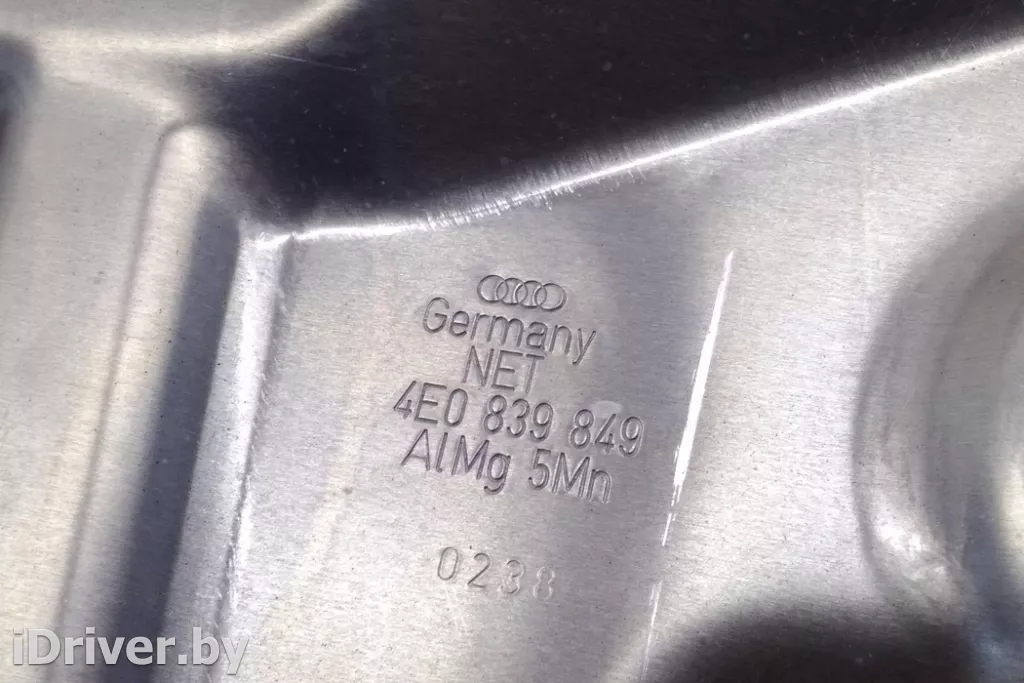 Germany
NET
4E0 839 849
AlMg 5Mn
0238
iDriver.by